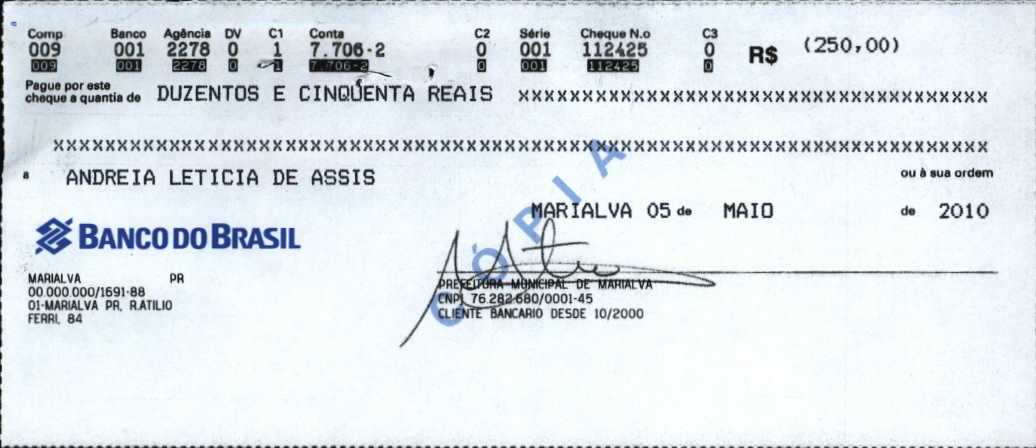 Comp Banco Agência DV C1 Conta C2 Série Cheque N.o C3
009 001 2278 0 1 7.706-2 0 001 112425 0 R$ (250,00)
009 001 2278 0 1 7.706-2 0 001 112425 0
Pague por este
cheque a quantia de DUZENTOS E CINQÜENTA REAIS XXXXXXXXXXXXXXXXXXXXXXXXXXXXXXXXXXXXX
XXXXXXXXXXXXXXXXXXXXXXXXXXXXXXXXXXXXXXXXXXXXXXXXXXXXXXXXXXXXXXXXXXXXXXXXXX
a ANDREIA LETICIA DE ASSIS ou à sua ordem
MARIALVA 05 de MAIO de 2010
BANCO DO BRASIL
CÓPIA
MARIALVA PR
00.000.000/1691-88
01-MARIALVA PR. R.ATILIO
FERRI, 84
PREFEITURA MUNICIPAL DE MARIALVA
CNPJ 76.282.680/0001-45
CLIENTE BANCARIO DESDE 10/2000